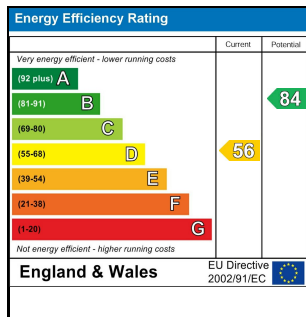 Energy Efficiency Rating
Current Potential
Very energy efficient - lower running costs
(92 plus) A
(81-91) B
84
(69-80) C
(55-68) D
56
(39-54) E
(21-38) F
(1-20) G
Not energy efficient - higher running costs
England & Wales
EU Directive
2002/91/EC